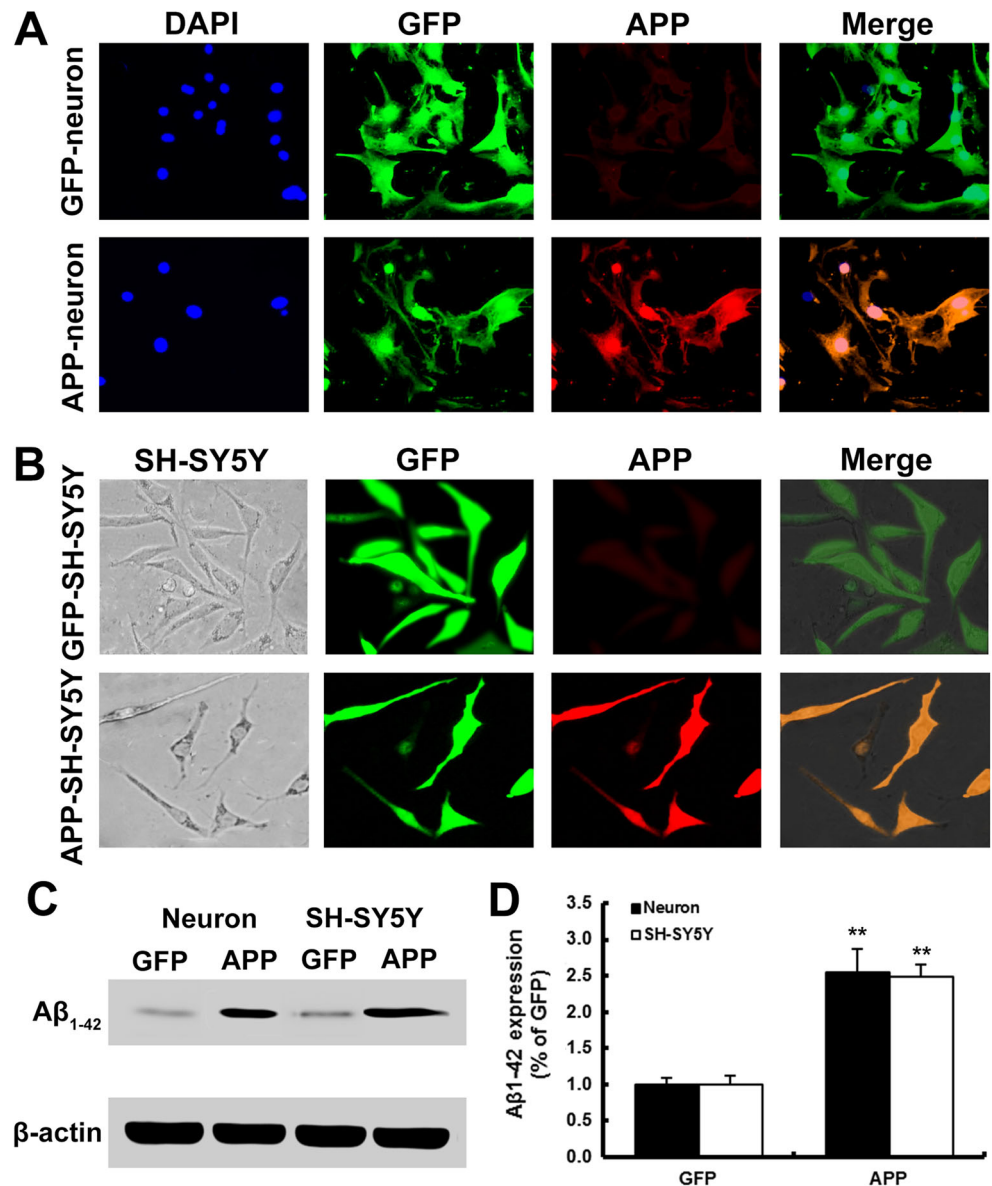 A
DAPI GFP APP Merge
GFP-neuron
APP-neuron
B
SH-SY5Y GFP APP Merge
GFP-SH-SY5Y
APP-SH-SY5Y
C
Neuron SH-SY5Y
GFP APP GFP APP
Aβ1-42
β-actin
D
Aβ1-42 expression
(% of GFP)
3.5
3.0
2.5
2.0
1.5
1.0
0.5
0.0
Neuron
SH-SY5Y
** **
GFP APP